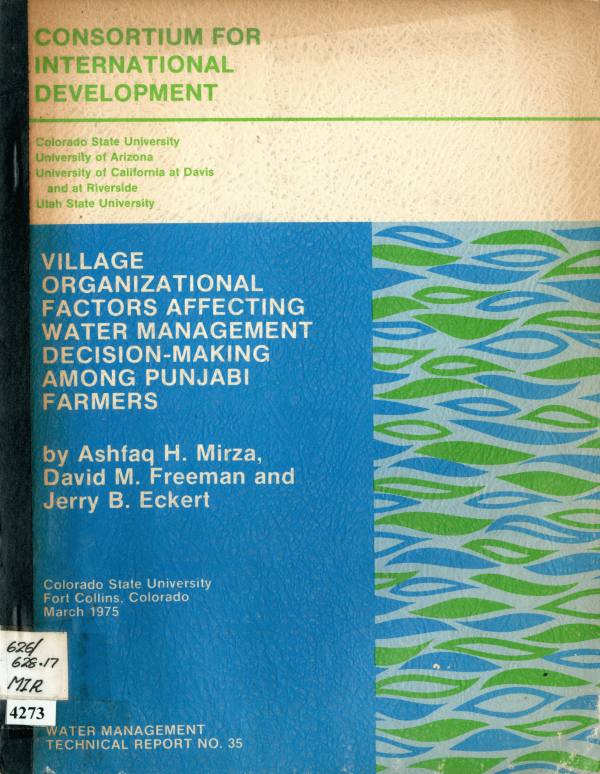 CONSORTIUM FOR
INTERNATIONAL
DEVELOPMENT
Colorado State University
University of Arizona
University of California at Davis
and at Riverside
Utah State University
VILLAGE
ORGANIZATIONAL
FACTORS AFFECTING
WATER MANAGEMENT
DECISION-MAKING
AMONG PUNJABI
FARMERS
by Ashfaq H. Mirza,
David M. Freeman and
Jerry B. Eckert
Colorado State University
Fort Collins, Colorado
March 1975
626/
628.17
MIR
4273
WATER MANAGEMENT
TECHNICAL REPORT NO. 35